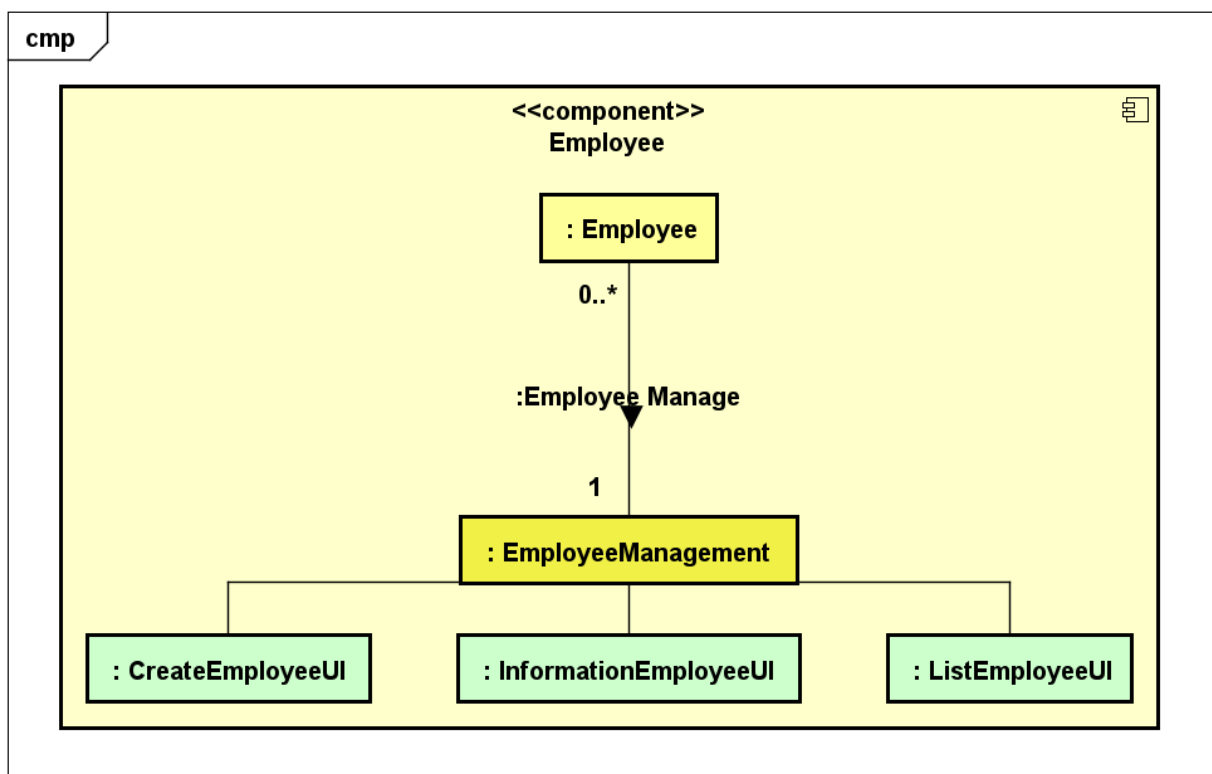 cmp
<<component>>
Employee
: Employee
0..*
:Employee Manage
1
: EmployeeManagement
: CreateEmployeeUI
: InformationEmployeeUI
: ListEmployeeUI